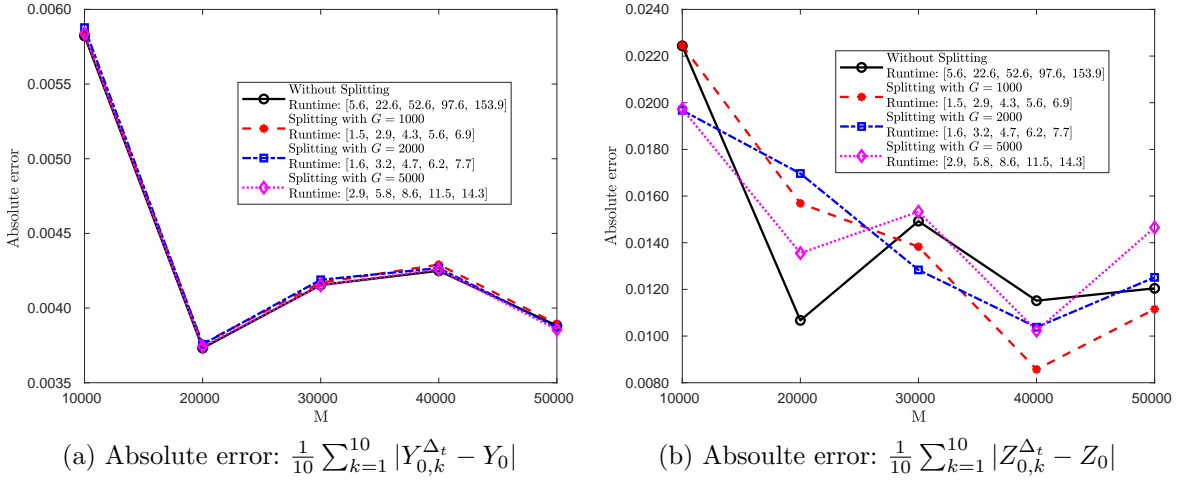 0.0060
0.0055
0.0050
0.0045
0.0040
0.0035
Absolute error
10000 20000 30000 40000 50000
M
Without Splitting
Runtime: [5.6, 22.6, 52.6, 97.6, 153.9]
Splitting with G = 1000
Runtime: [1.5, 2.9, 4.3, 5.6, 6.9]
Splitting with G = 2000
Runtime: [1.6, 3.2, 4.7, 6.2, 7.7]
Splitting with G = 5000
Runtime: [2.9, 5.8, 8.6, 11.5, 14.3]
(a) Absolute error: $\frac{1}{10} \sum_{k=1}^{10} |Y_{0,k}^{\Delta_t} - Y_0|$
0.0240
0.0220
0.0200
0.0180
0.0160
0.0140
0.0120
0.0100
0.0080
Absolute error
10000 20000 30000 40000 50000
M
Without Splitting
Runtime: [5.6, 22.6, 52.6, 97.6, 153.9]
Splitting with G = 1000
Runtime: [1.5, 2.9, 4.3, 5.6, 6.9]
Splitting with G = 2000
Runtime: [1.6, 3.2, 4.7, 6.2, 7.7]
Splitting with G = 5000
Runtime: [2.9, 5.8, 8.6, 11.5, 14.3]
(b) Absoulte error: $\frac{1}{10} \sum_{k=1}^{10} |Z_{0,k}^{\Delta_t} - Z_0|$